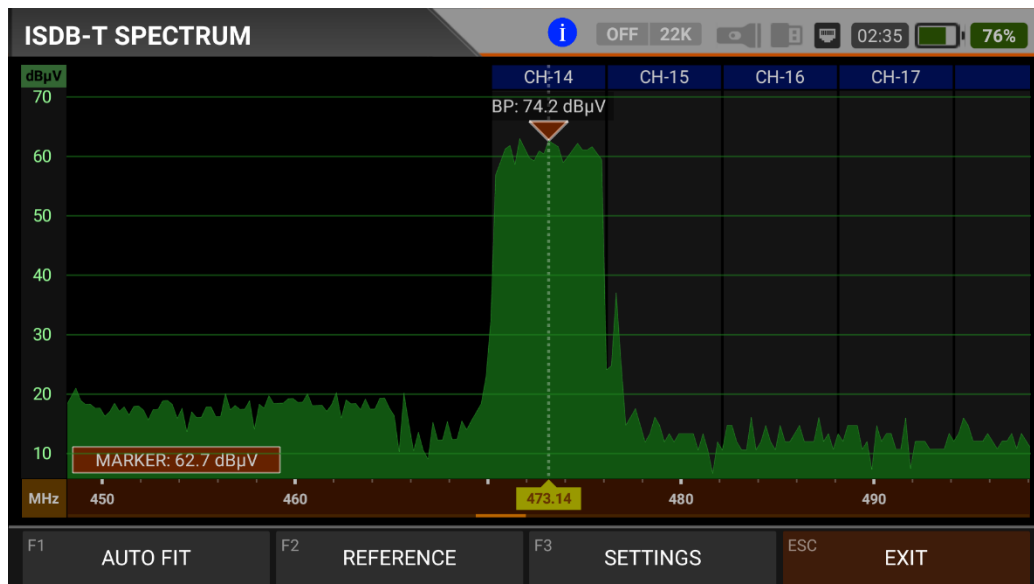 ISDB-T SPECTRUM
i
OFF 22K
02:35
76%
dBµV
CH-14 CH-15 CH-16 CH-17
70
BP: 74.2 dBµV
60
50
40
30
20
10
MARKER: 62.7 dBµV
MHz 450 460 473.14 480 490
F1 AUTO FIT
F2 REFERENCE
F3 SETTINGS
ESC EXIT